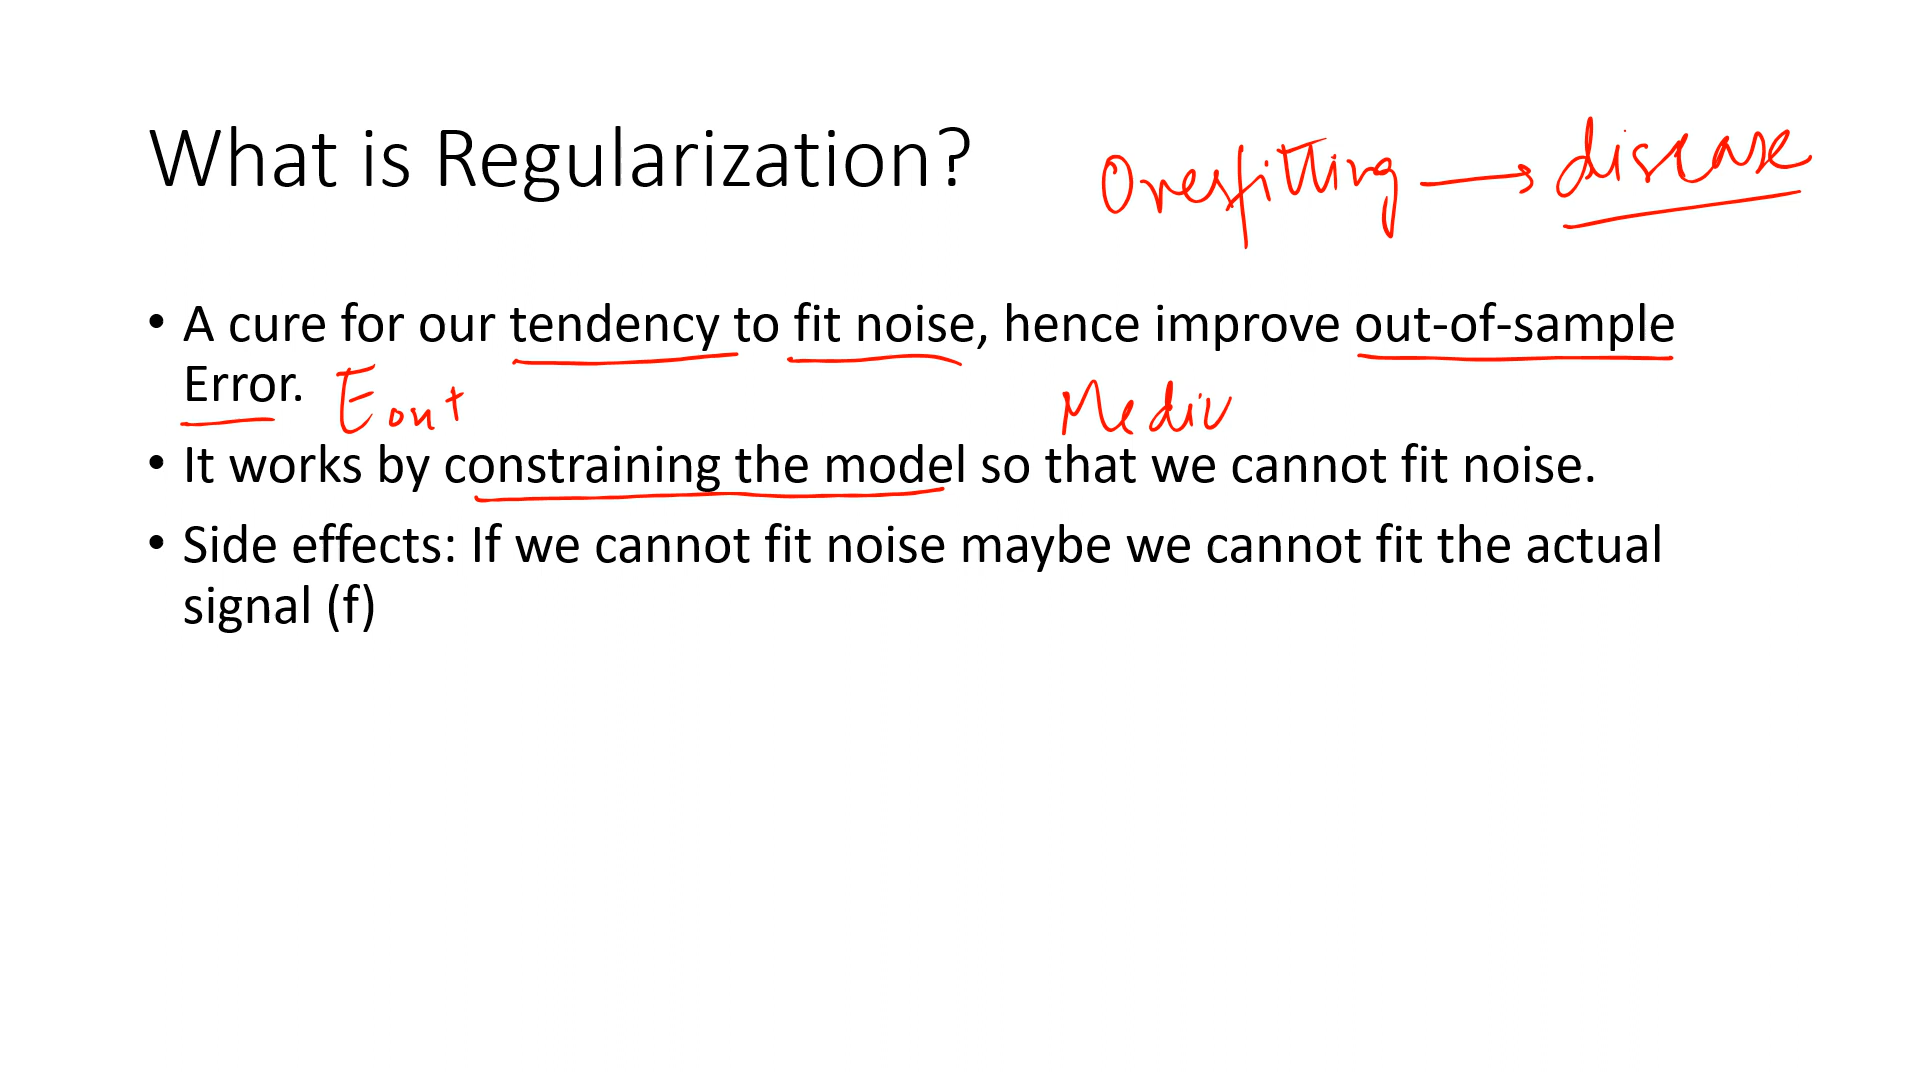 What is Regularization?
Overfitting → disease
• A cure for our tendency to fit noise, hence improve out-of-sample
Error. Eout
Medi
• It works by constraining the model so that we cannot fit noise.
• Side effects: If we cannot fit noise maybe we cannot fit the actual
signal (f)